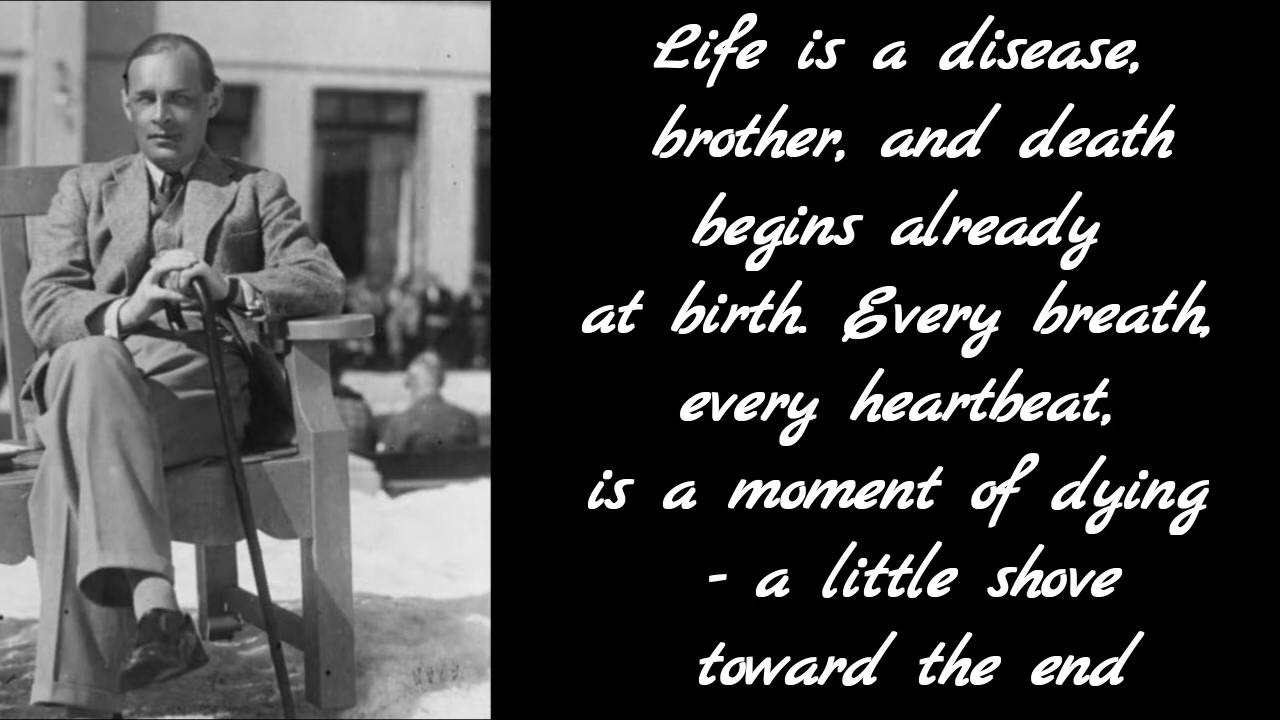 Life is a disease,
brother, and death
begins already
at birth. Every breath,
every heartbeat,
is a moment of dying
- a little shove
toward the end